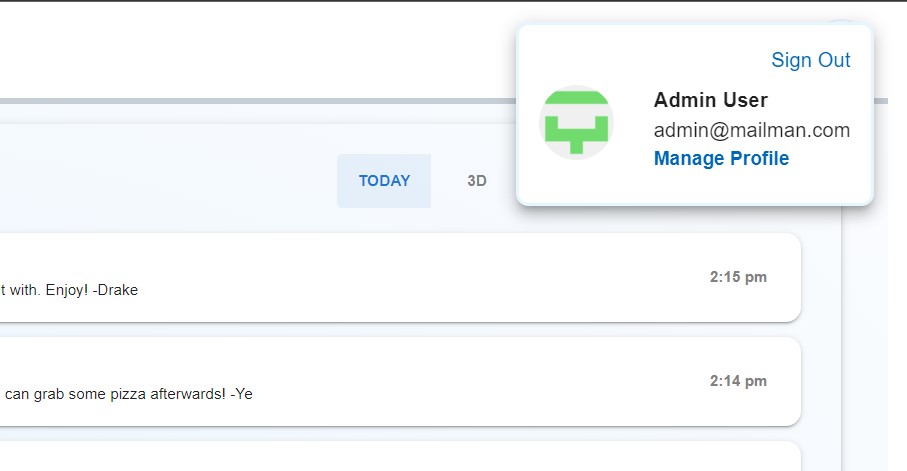 Sign Out
Admin User
admin@mailman.com
Manage Profile
TODAY
3D
2:15 pm
t with. Enjoy! -Drake
2:14 pm
can grab some pizza afterwards! -Ye